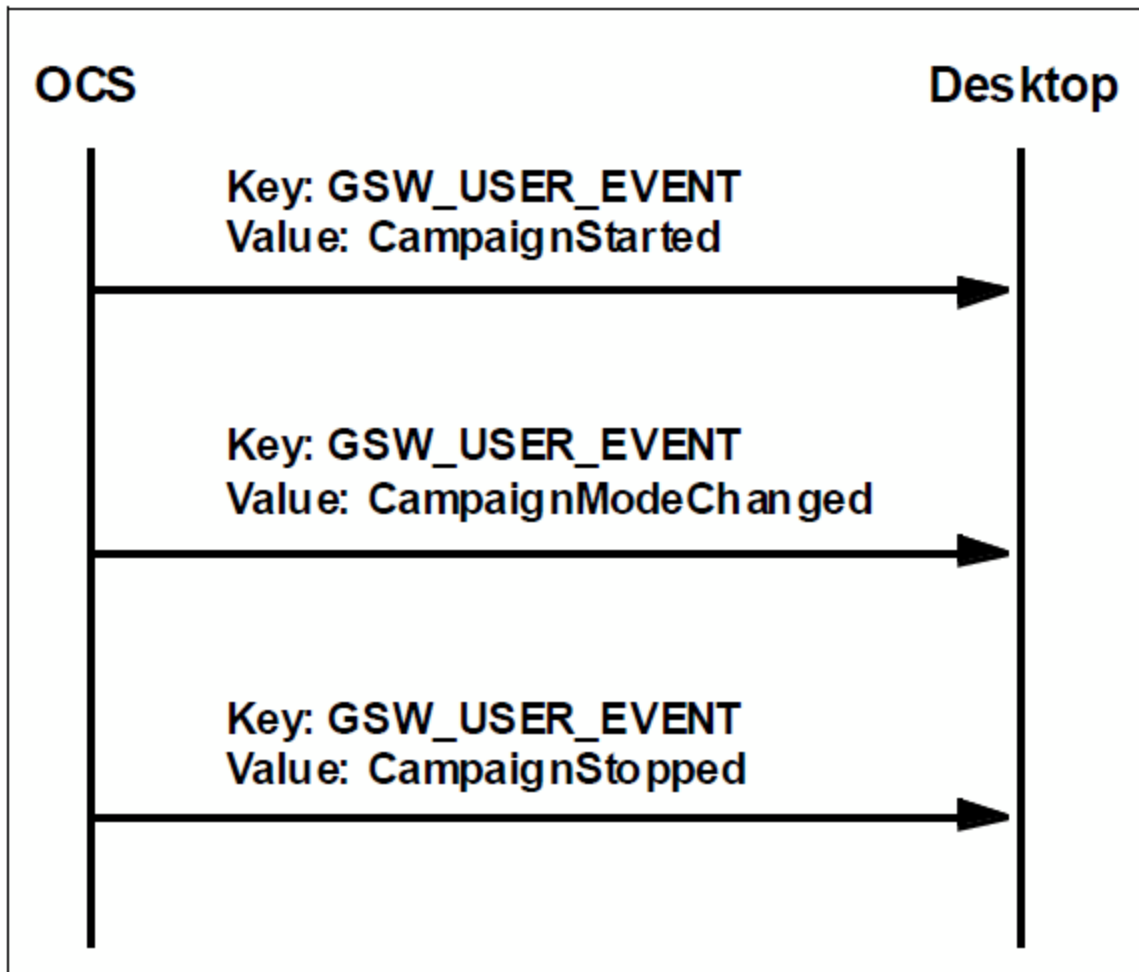 OCS Desktop
Key: GSW_USER_EVENT
Value: CampaignStarted
Key: GSW_USER_EVENT
Value: CampaignModeChanged
Key: GSW_USER_EVENT
Value: CampaignStopped